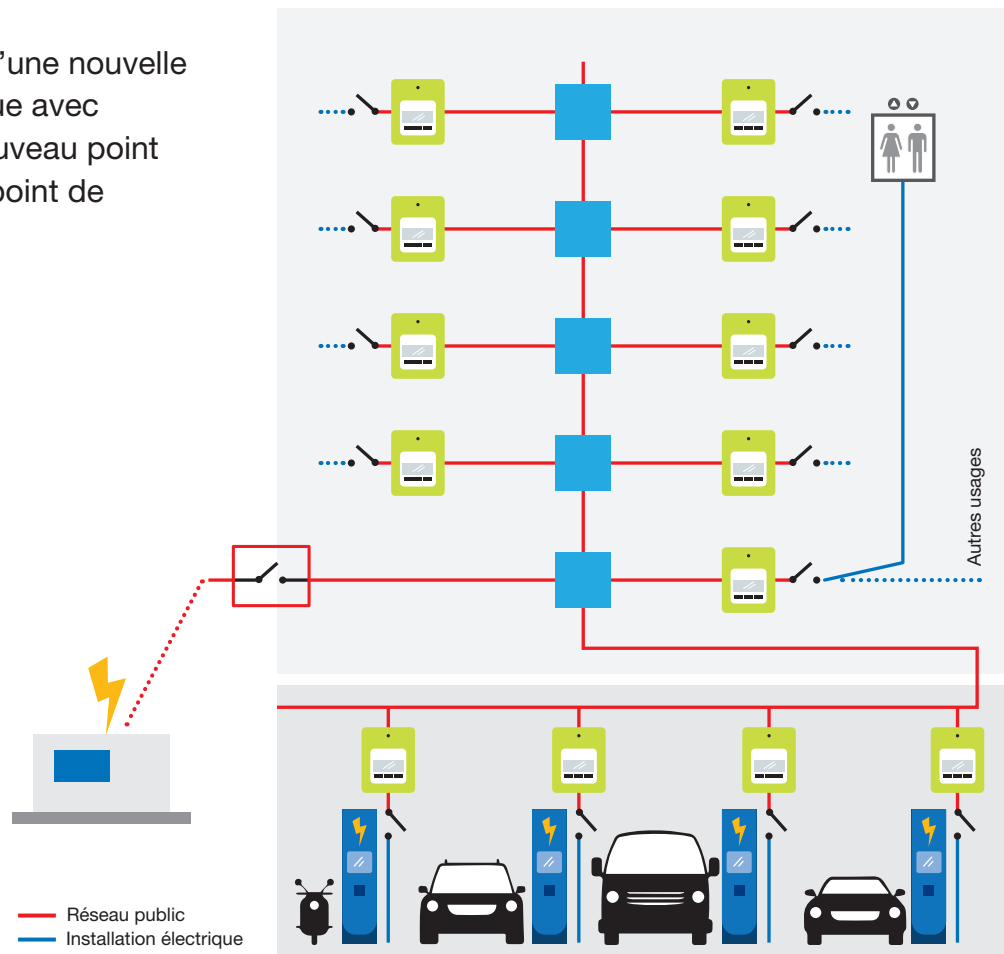 'une nouvelle
ue avec
uveau point
point de
Autres usages
Réseau public
Installation électrique